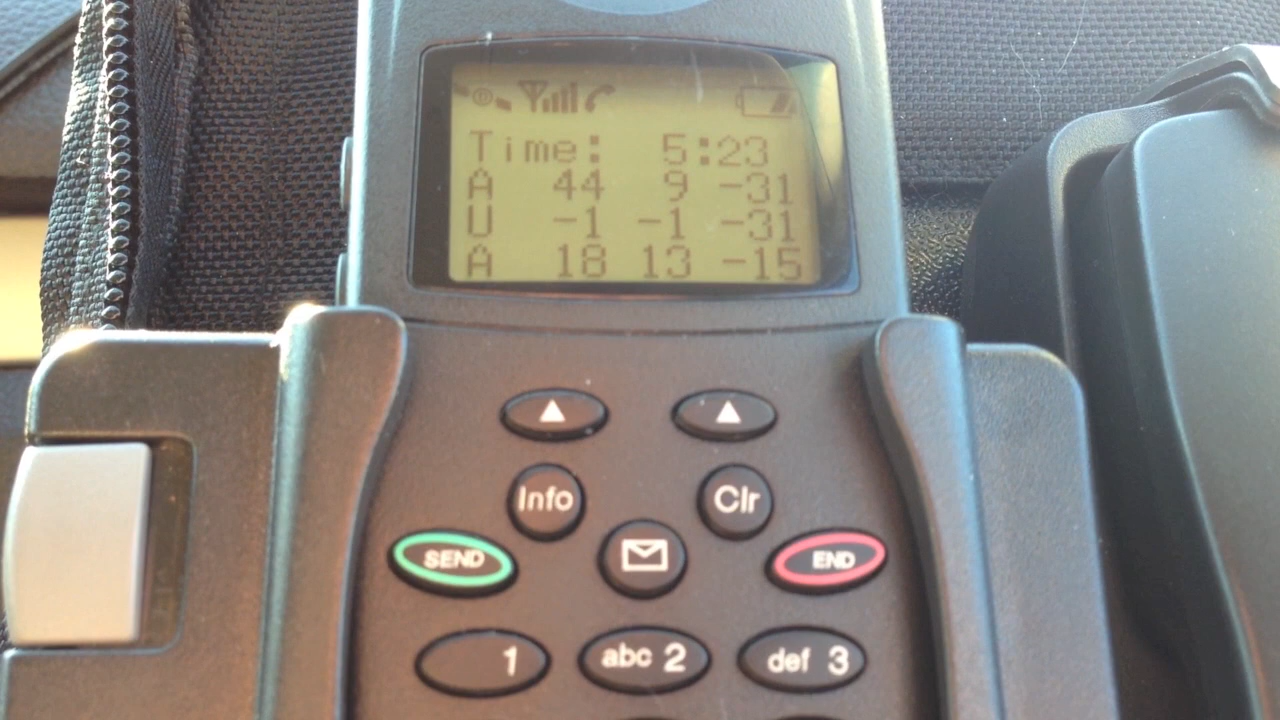 Time: 5:23
A 44 9 -31
U -1 -1 -31
A 18 13 -15
Info Clr
SEND END
1 abc 2 def 3